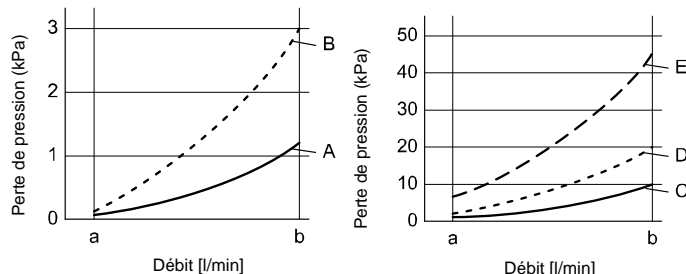 Perte de pression (kPa)
3
2
1
0
B
A
a
b
Débit [l/min]
Perte de pression (kPa)
50
40
30
20
10
0
E
D
C
a
b
Débit [l/min]